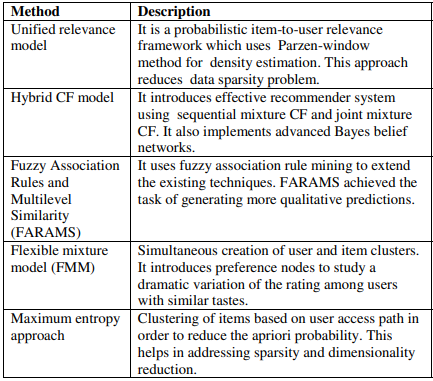 Method Description
Unified relevance It is a probabilistic item-to-user relevance
model framework which uses Parzen-window
method for density estimation. This approach
reduces data sparsity problem.
Hybrid CF model It introduces effective recommender system
using sequential mixture CF and joint mixture
CF. It also implements advanced Bayes belief
networks.
Fuzzy Association It uses fuzzy association rule mining to extend
Rules and the existing techniques. FARAMS achieved the
Multilevel task of generating more qualitative predictions.
Similarity
(FARAMS)
Flexible mixture Simultaneous creation of user and item clusters.
model (FMM) It introduces preference nodes to study a
dramatic variation of the rating among users
with similar tastes.
Maximum entropy Clustering of items based on user access path in
approach order to reduce the apriori probability. This
helps in addressing sparsity and dimensionality
reduction.